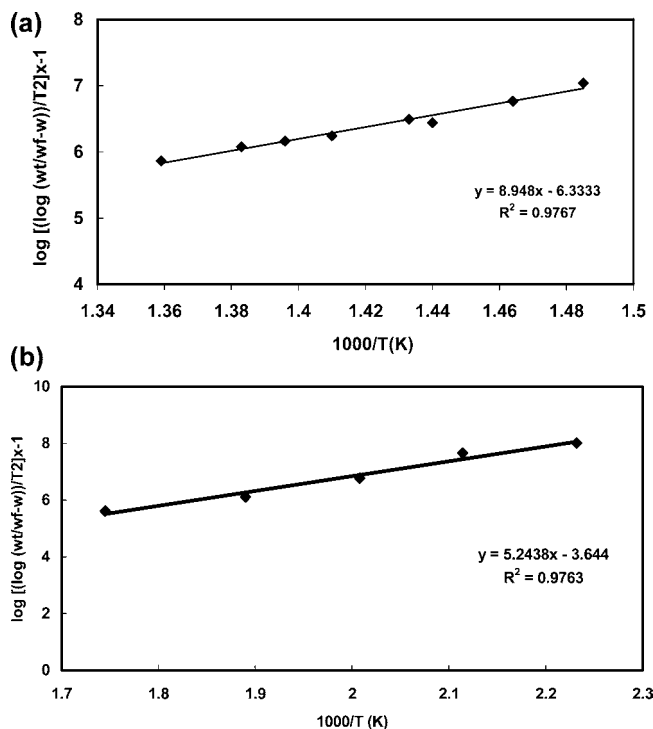 (a)
log [(log (wt/wf-w))/T2]x-1
8
7
6
5
4
y = 8.948x - 6.3333
R² = 0.9767
1.34 1.36 1.38 1.4 1.42 1.44 1.46 1.48 1.5
1000/T(K)
(b)
log [(log (wt/wf-w))/T2]x-1
10
8
6
4
2
0
y = 5.2438x - 3.644
R² = 0.9763
1.7 1.8 1.9 2 2.1 2.2 2.3
1000/T (K)